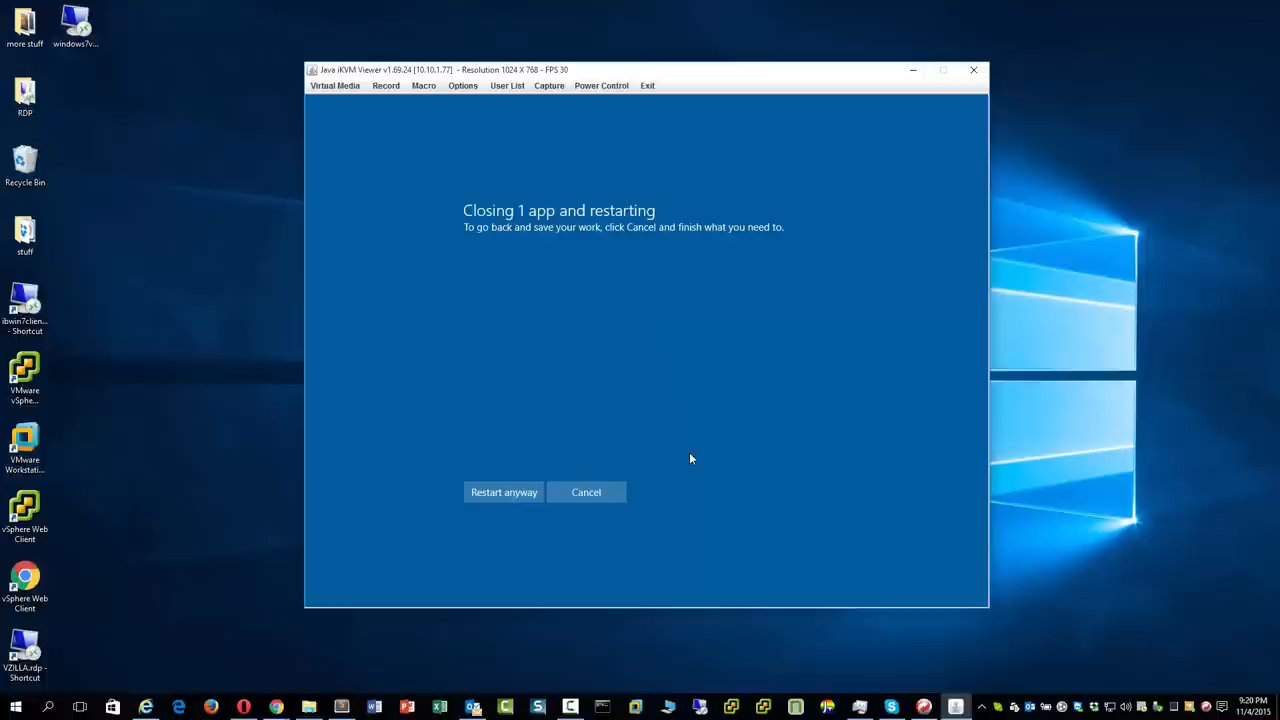 more stuff
windows7v...
RDP
Recycle Bin
stuff
ibwin7clien...
- Shortcut
VMware
vSphe...
VMware
Workstati...
vSphere Web
Client
vSphere Web
Client
VZILLA.rdp -
Shortcut
Java iKVM Viewer v1.69.24 [10.10.1.77] - Resolution 1024 X 768 - FPS 30
Virtual Media Record Macro Options User List Capture Power Control Exit
Closing 1 app and restarting
To go back and save your work, click Cancel and finish what you need to.
Restart anyway Cancel
9:20 PM
11/4/2015